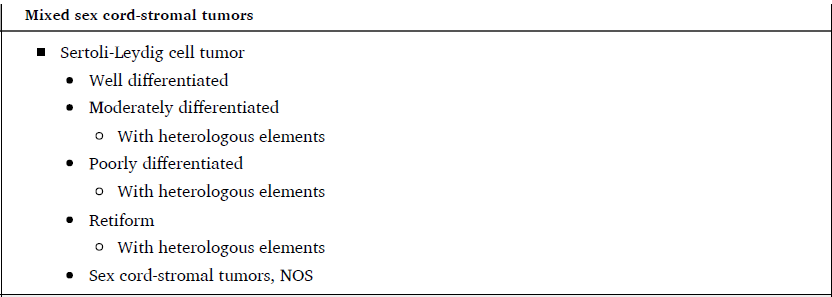 Mixed sex cord-stromal tumors
■ Sertoli-Leydig cell tumor
● Well differentiated
● Moderately differentiated
○ With heterologous elements
● Poorly differentiated
○ With heterologous elements
● Retiform
○ With heterologous elements
● Sex cord-stromal tumors, NOS